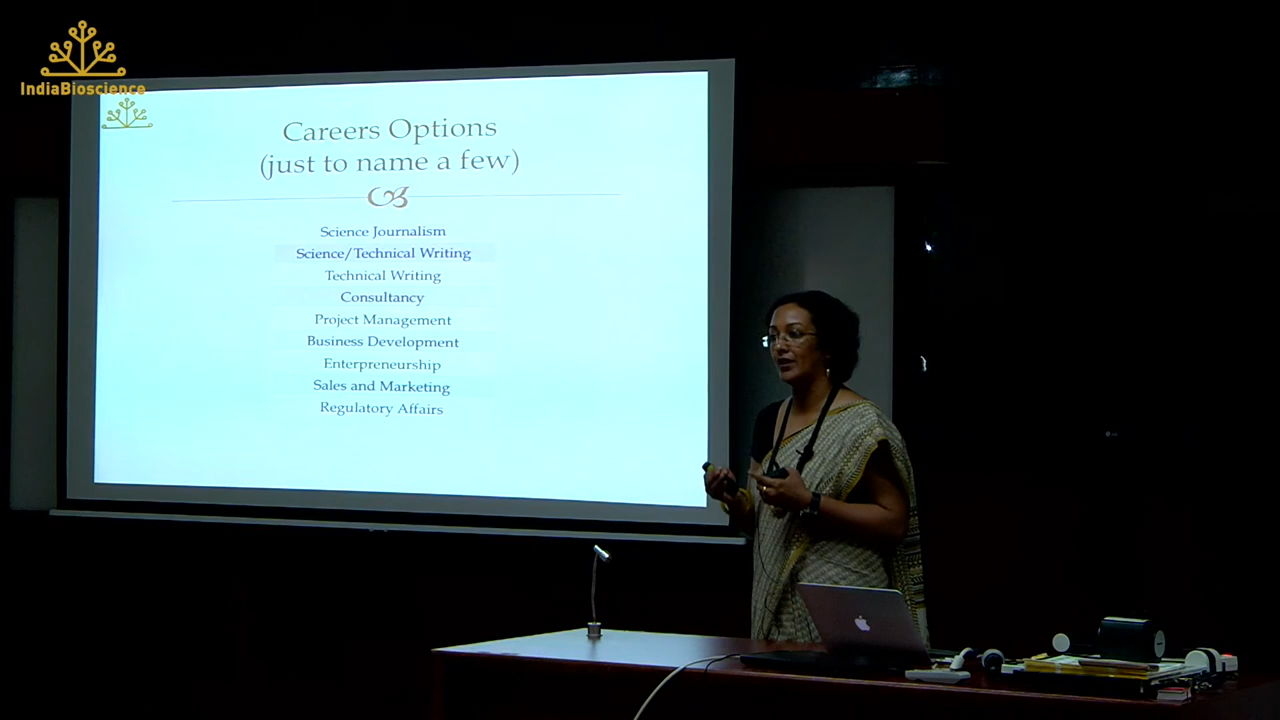 IndiaBioscience
Careers Options
(just to name a few)
Science Journalism
Science/Technical Writing
Technical Writing
Consultancy
Project Management
Business Development
Enterpreneurship
Sales and Marketing
Regulatory Affairs